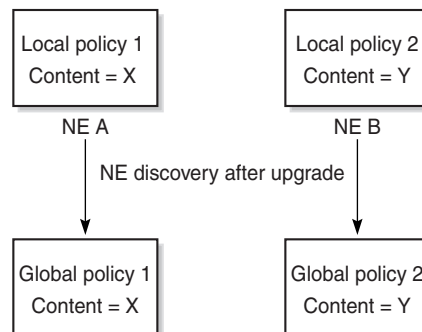 Local policy 1
Content = X
Local policy 2
Content = Y
NE A
NE B
NE discovery after upgrade
Global policy 1
Content = X
Global policy 2
Content = Y